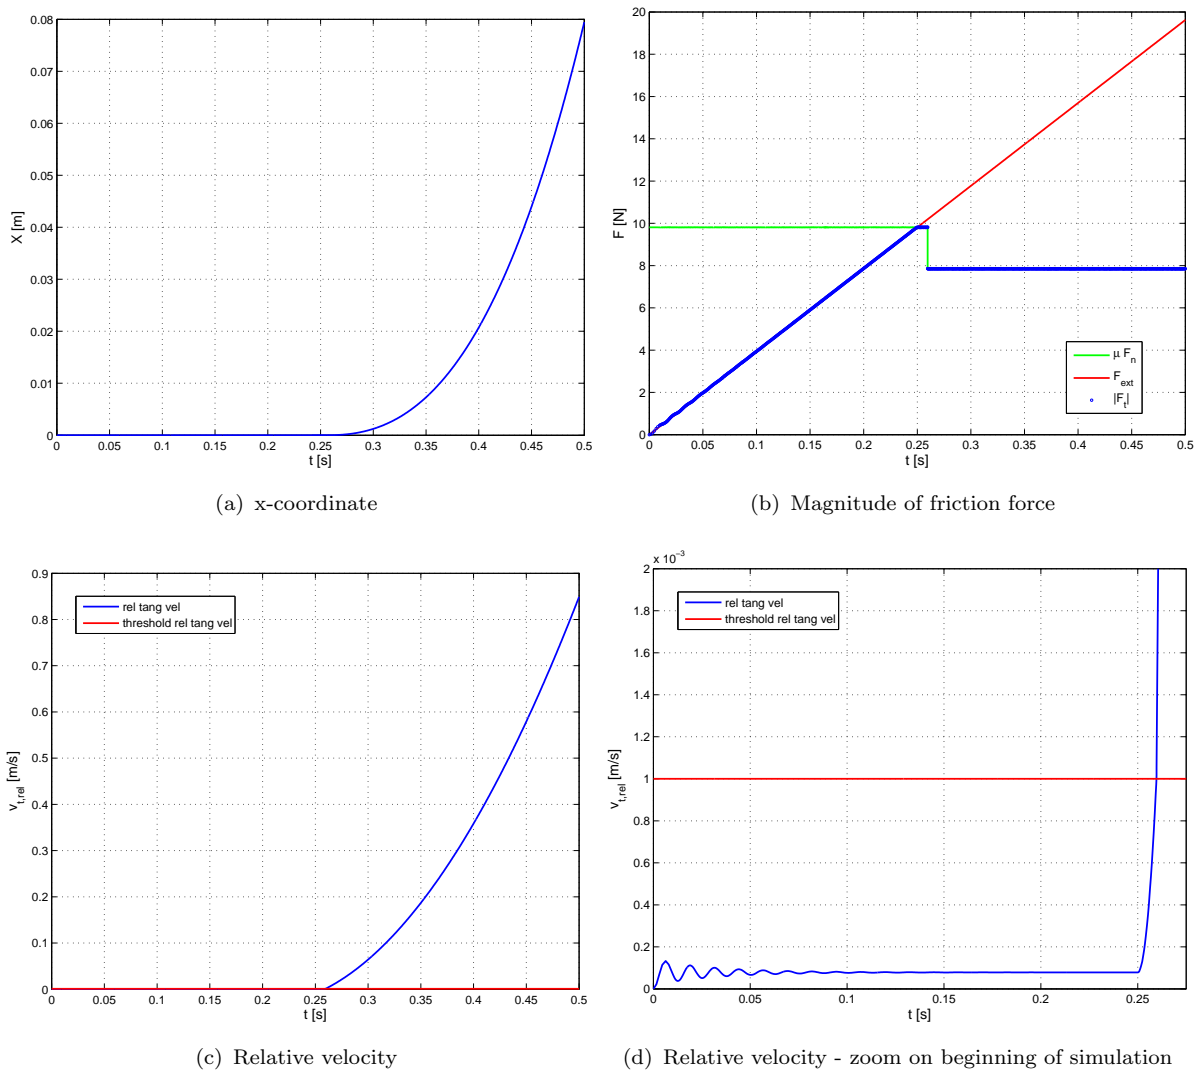 0.08
0.07
0.06
0.05
0.04
0.03
0.02
0.01
0
X [m]
0 0.05 0.1 0.15 0.2 0.25 0.3 0.35 0.4 0.45 0.5
t [s]
(a) x-coordinate
20
18
16
14
12
10
8
6
4
2
0
F [N]
μ Fn
Fext
|Ft|
0 0.05 0.1 0.15 0.2 0.25 0.3 0.35 0.4 0.45 0.5
t [s]
(b) Magnitude of friction force
0.9
0.8
0.7
0.6
0.5
0.4
0.3
0.2
0.1
0
vt,rel [m/s]
rel tang vel
threshold rel tang vel
0 0.05 0.1 0.15 0.2 0.25 0.3 0.35 0.4 0.45 0.5
t [s]
(c) Relative velocity
x 10−3
2
1.8
1.6
1.4
1.2
1
0.8
0.6
0.4
0.2
0
vt,rel [m/s]
rel tang vel
threshold rel tang vel
0 0.05 0.1 0.15 0.2 0.25
t [s]
(d) Relative velocity - zoom on beginning of simulation